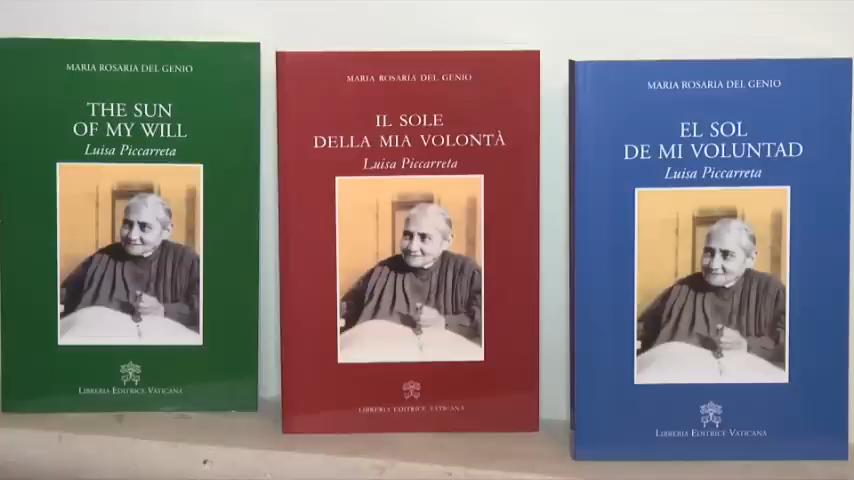 MARIA ROSARIA DEL GENIO
THE SUN
OF MY WILL
Luisa Piccarreta
LIBRERIA EDITRICE VATICANA
MARIA ROSARIA DEL GENIO
IL SOLE
DELLA MIA VOLONTÀ
Luisa Piccarreta
LIBRERIA EDITRICE VATICANA
MARIA ROSARIA DEL GENIO
EL SOL
DE MI VOLUNTAD
Luisa Piccarreta
LIBRERIA EDITRICE VATICANA